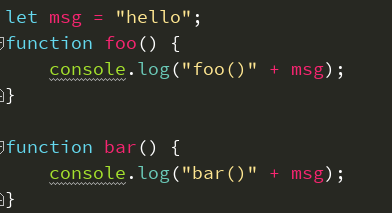 let msg = "hello";
function foo() {
    console.log("foo()" + msg);
}

function bar() {
    console.log("bar()" + msg);
}